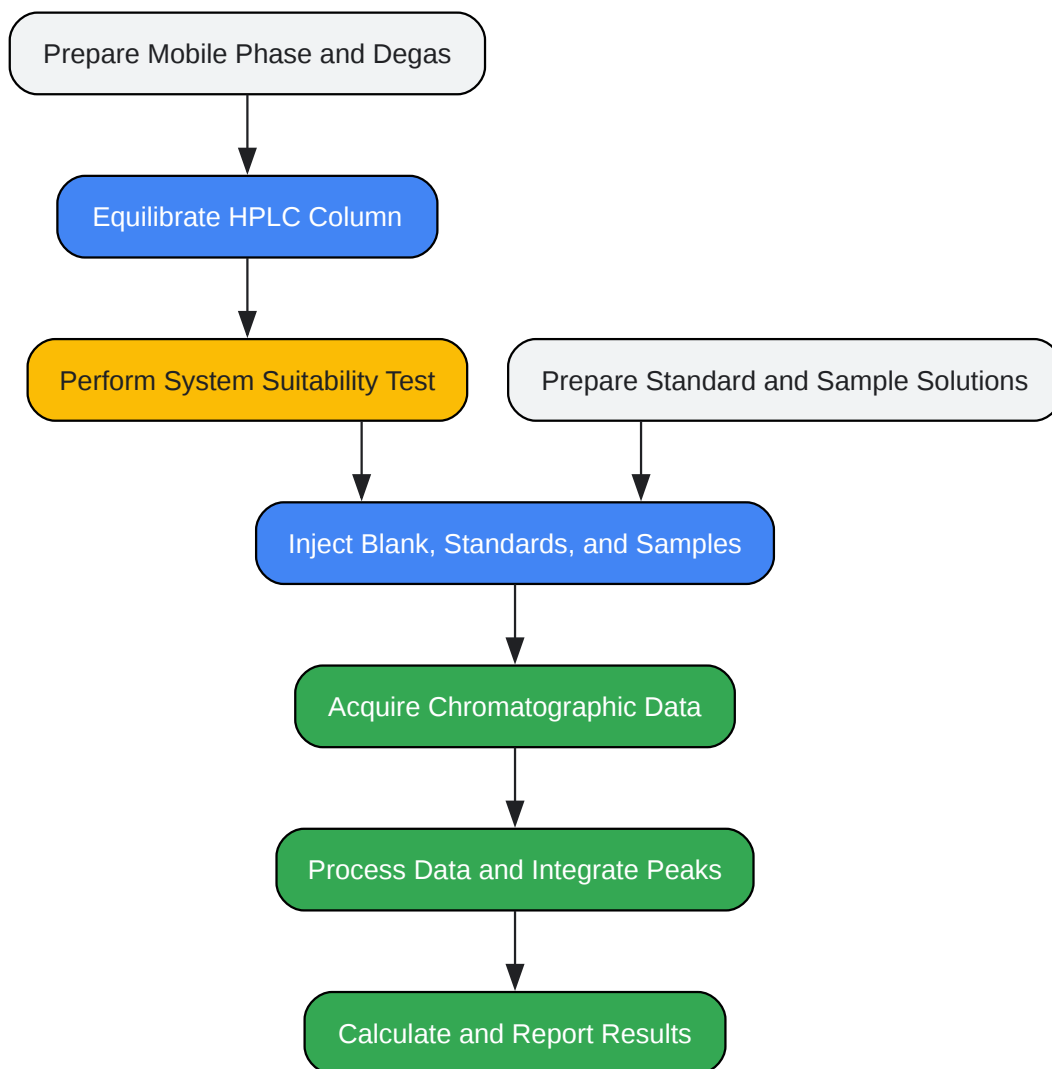 Prepare Mobile Phase and Degas
Equilibrate HPLC Column
Perform System Suitability Test
Prepare Standard and Sample Solutions
Inject Blank, Standards, and Samples
Acquire Chromatographic Data
Process Data and Integrate Peaks
Calculate and Report Results